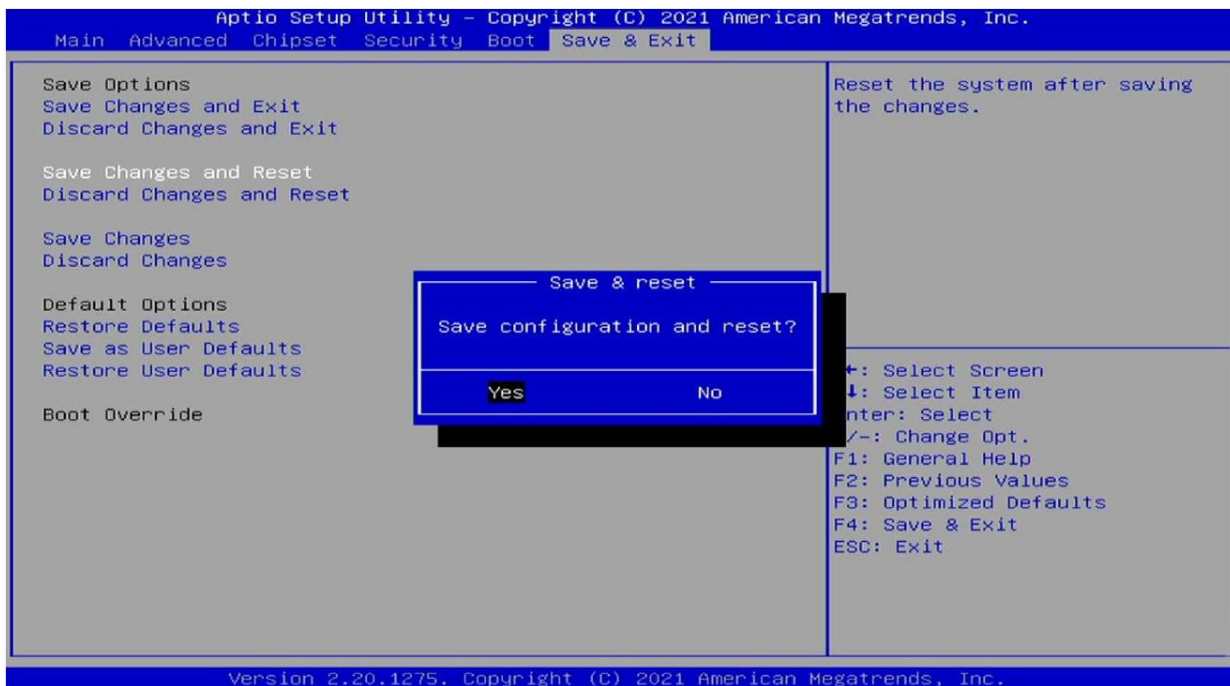 Aptio Setup Utility – Copyright (C) 2021 American Megatrends, Inc.
Main Advanced Chipset Security Boot Save & Exit
Save Options
Save Changes and Exit
Discard Changes and Exit
Save Changes and Reset
Discard Changes and Reset
Save Changes
Discard Changes
Default Options
Restore Defaults
Save as User Defaults
Restore User Defaults
Boot Override
Save & reset
Save configuration and reset?
Yes No
Reset the system after saving
the changes.
←: Select Screen
↓: Select Item
nter: Select
/-: Change Opt.
F1: General Help
F2: Previous Values
F3: Optimized Defaults
F4: Save & Exit
ESC: Exit
Version 2.20.1275. Copyright (C) 2021 American Megatrends, Inc.